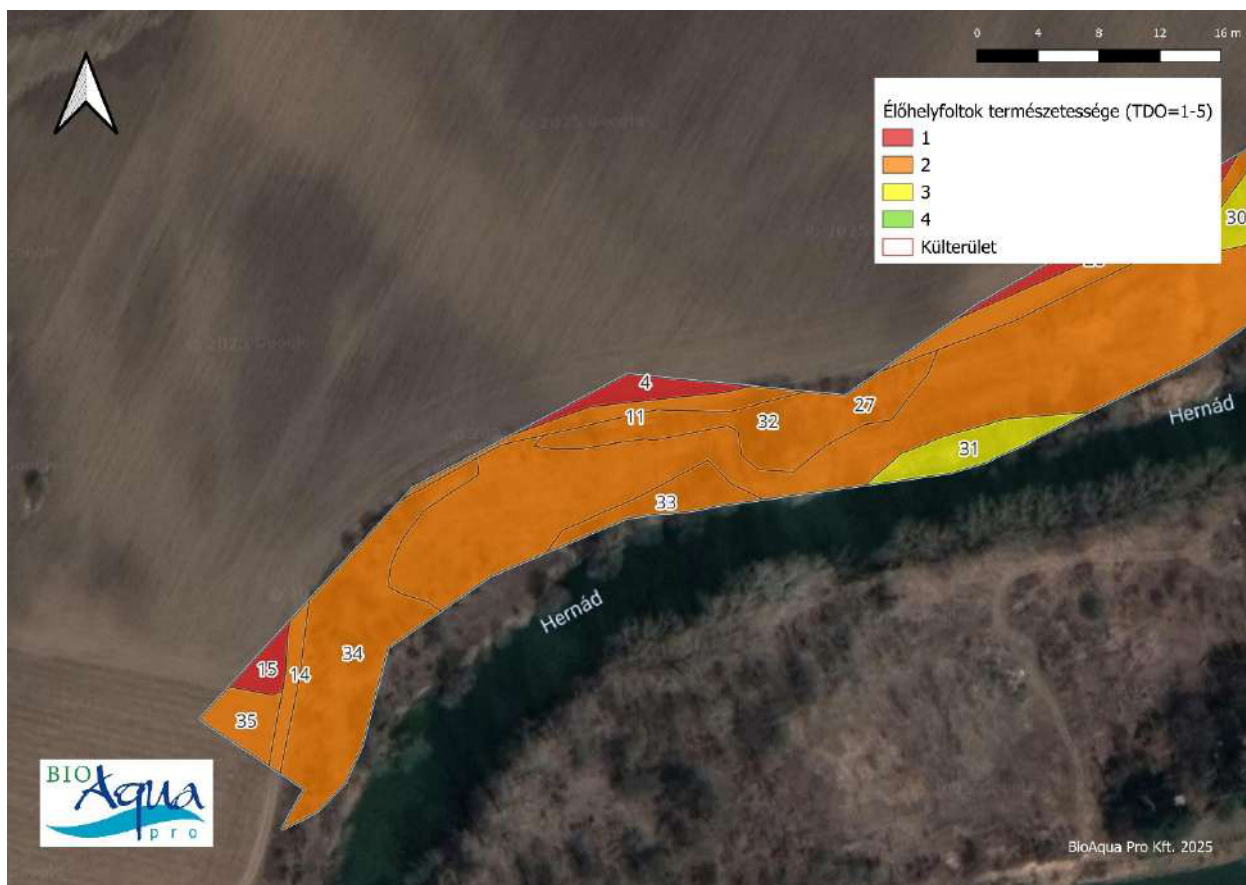 0 4 8 12 16 m
Élőhelyfoltok természetessége (TDO=1-5)
1
2
3
4
Külterület
30
4
11
32
27
31
33
Hernád
Hernád
15
14
34
35
BIO
Aqua
pro
BioAqua Pro Kft. 2025